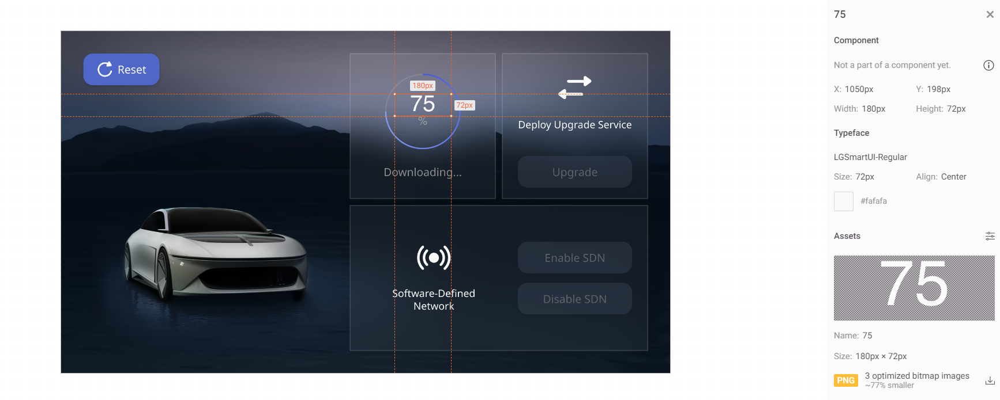 Reset
180px
75
72px
%
Downloading...
Deploy Upgrade Service
Upgrade
Software-Defined
Network
Enable SDN
Disable SDN
75
Component
Not a part of a component yet.
X: 1050px Y: 198px
Width: 180px Height: 72px
Typeface
LGSmartUI-Regular
Size: 72px Align: Center
#fafafa
Assets
75
Name: 75
Size: 180px × 72px
PNG 3 optimized bitmap images
~77% smaller